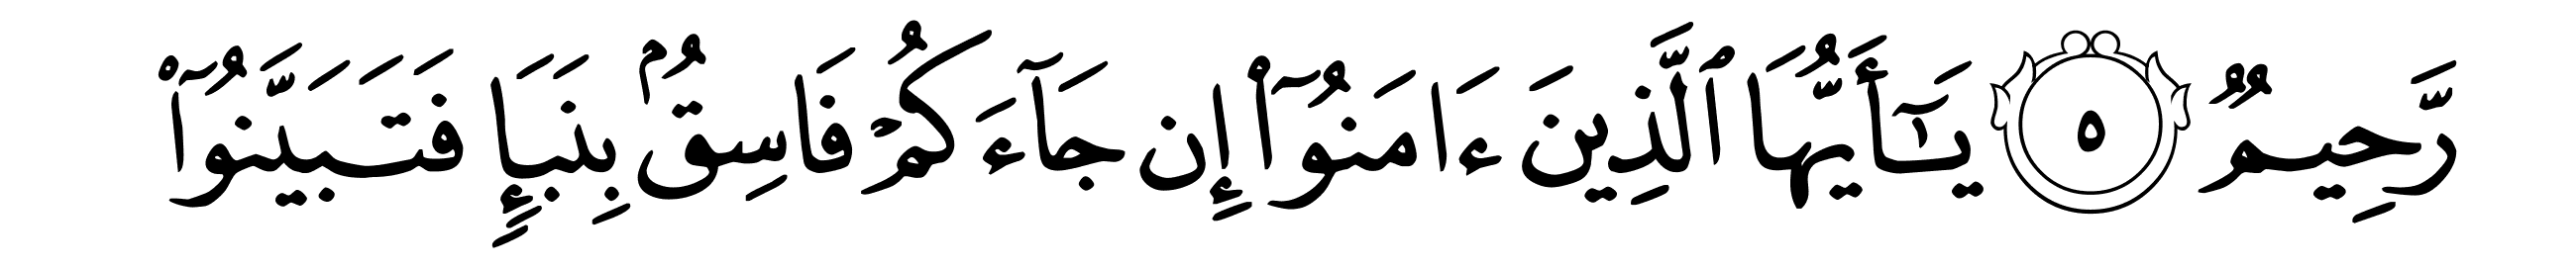 رَّحِيمٌ ٥ يَـٰٓأَيُّهَا ٱلَّذِينَ ءَامَنُوٓا۟ إِن جَآءَكُمْ فَاسِقٌۢ بِنَبَإٍ فَتَبَيَّنُوٓا۟